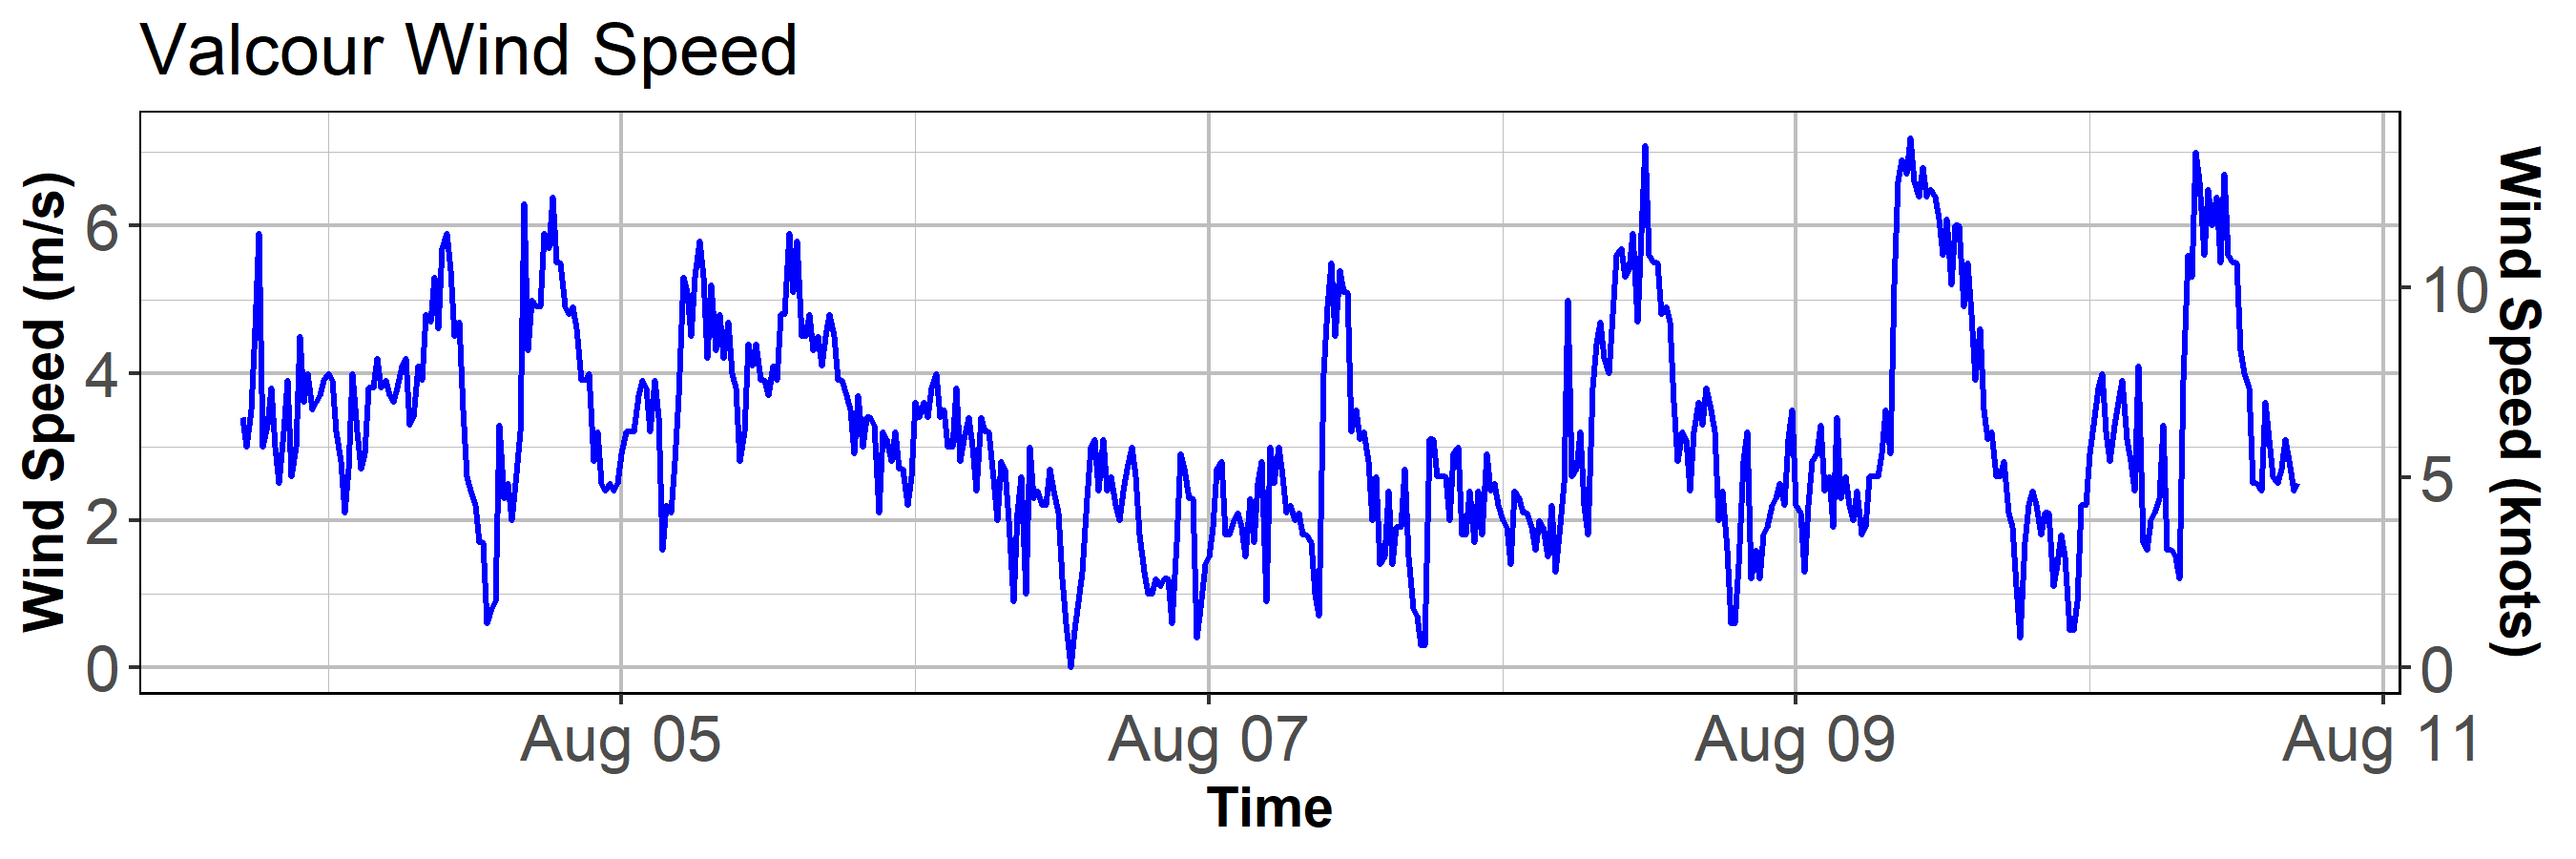 Valcour Wind Speed
Wind Speed (m/s)
6
4
2
0
10
5
0
Wind Speed (knots)
Aug 05 Aug 07 Aug 09 Aug 11
Time